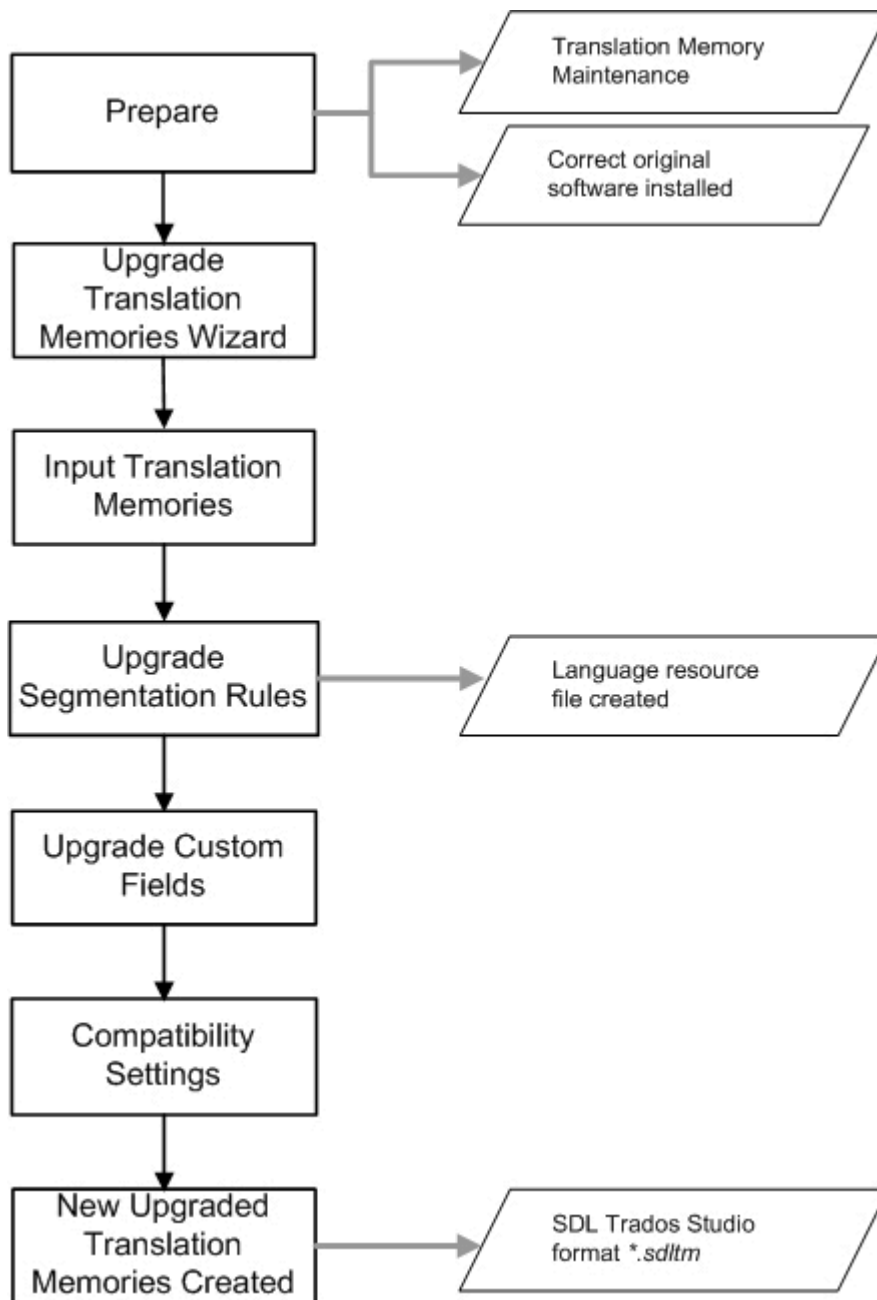 Translation Memory
Maintenance
Prepare
Correct original
software installed
Upgrade
Translation
Memories Wizard
Input Translation
Memories
Upgrade
Segmentation Rules
Language resource
file created
Upgrade Custom
Fields
Compatibility
Settings
New Upgraded
Translation
Memories Created
SDL Trados Studio
format *.sdltm